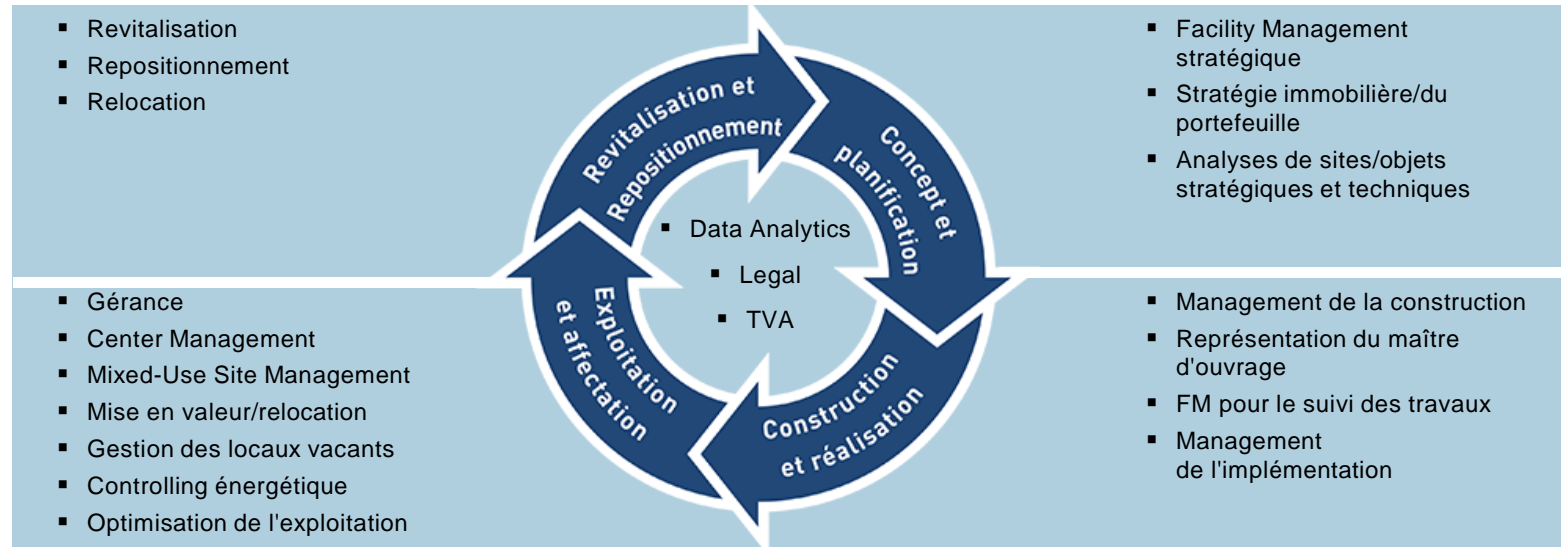 ▪ Revitalisation
▪ Repositionnement
▪ Relocation
▪ Facility Management
stratégique
▪ Stratégie immobilière/du
portefeuille
▪ Analyses de sites/objets
stratégiques et techniques
Revitalisation et
Repositionnement
Concept et
planification
▪ Data Analytics
▪ Legal
▪ TVA
Exploitation
et affectation
Construction
et réalisation
▪ Gérance
▪ Center Management
▪ Mixed-Use Site Management
▪ Mise en valeur/relocation
▪ Gestion des locaux vacants
▪ Controlling énergétique
▪ Optimisation de l'exploitation
▪ Management de la construction
▪ Représentation du maître
d'ouvrage
▪ FM pour le suivi des travaux
▪ Management
de l'implémentation